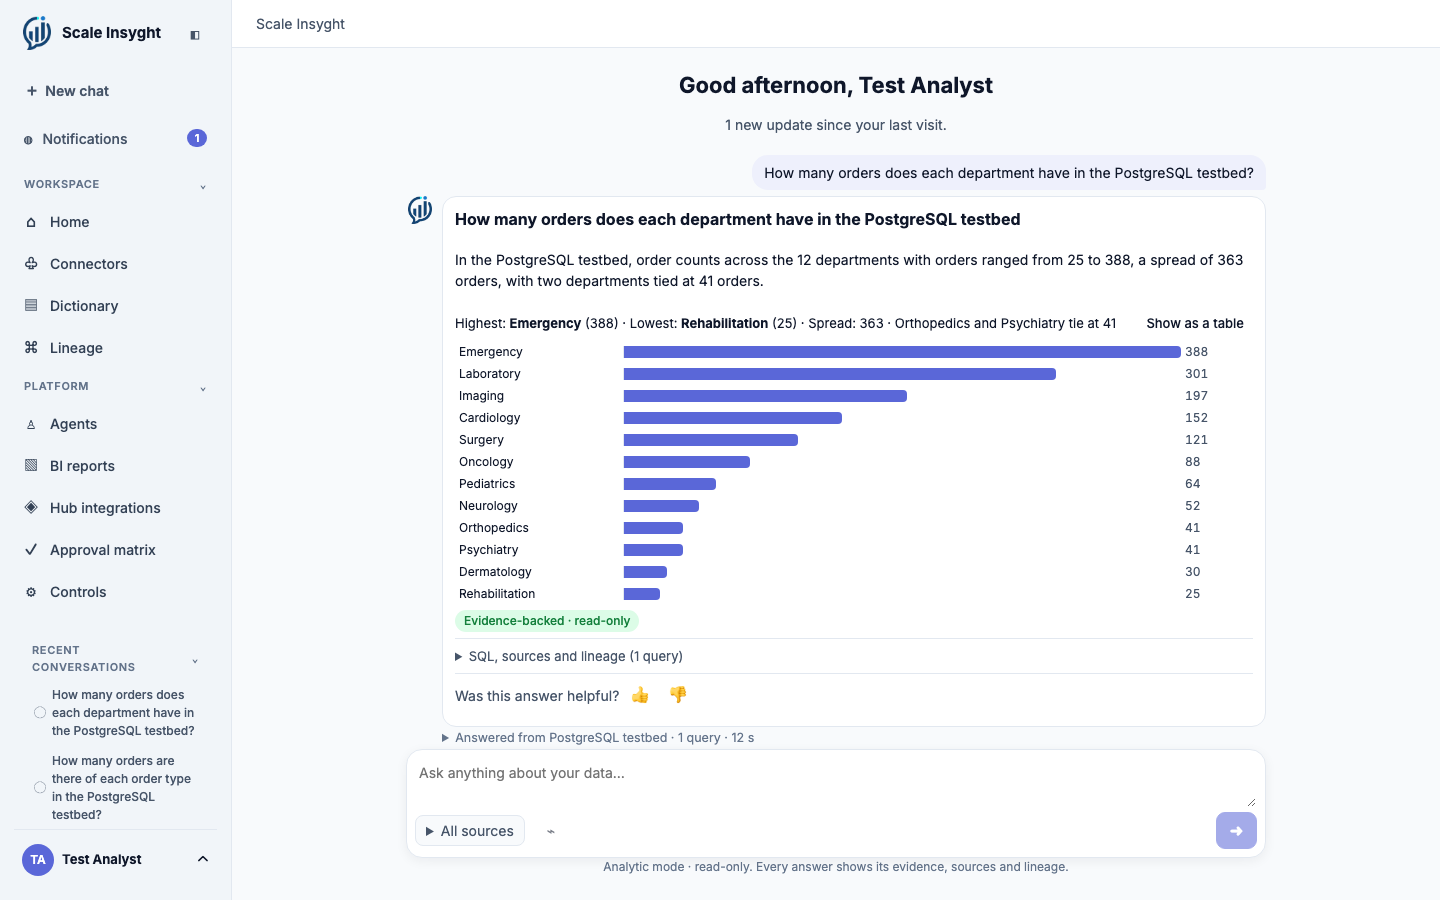 Scale Insyght
New chat
Notifications 1
WORKSPACE
Home
Connectors
Dictionary
Lineage
PLATFORM
Agents
BI reports
Hub integrations
Approval matrix
Controls
RECENT
CONVERSATIONS
How many orders does
each department have in
the PostgreSQL testbed?
How many orders are
there of each order type
in the PostgreSQL
testbed?
TA Test Analyst
Scale Insyght
Good afternoon, Test Analyst
1 new update since your last visit.
How many orders does each department have in the PostgreSQL testbed?
How many orders does each department have in the PostgreSQL testbed
In the PostgreSQL testbed, order counts across the 12 departments with orders ranged from 25 to 388, a spread of 363
orders, with two departments tied at 41 orders.
Highest: Emergency (388) · Lowest: Rehabilitation (25) · Spread: 363 · Orthopedics and Psychiatry tie at 41 Show as a table
Emergency 388
Laboratory 301
Imaging 197
Cardiology 152
Surgery 121
Oncology 88
Pediatrics 64
Neurology 52
Orthopedics 41
Psychiatry 41
Dermatology 30
Rehabilitation 25
Evidence-backed · read-only
SQL, sources and lineage (1 query)
Was this answer helpful?
Answered from PostgreSQL testbed · 1 query · 12 s
Ask anything about your data...
All sources
Analytic mode · read-only. Every answer shows its evidence, sources and lineage.